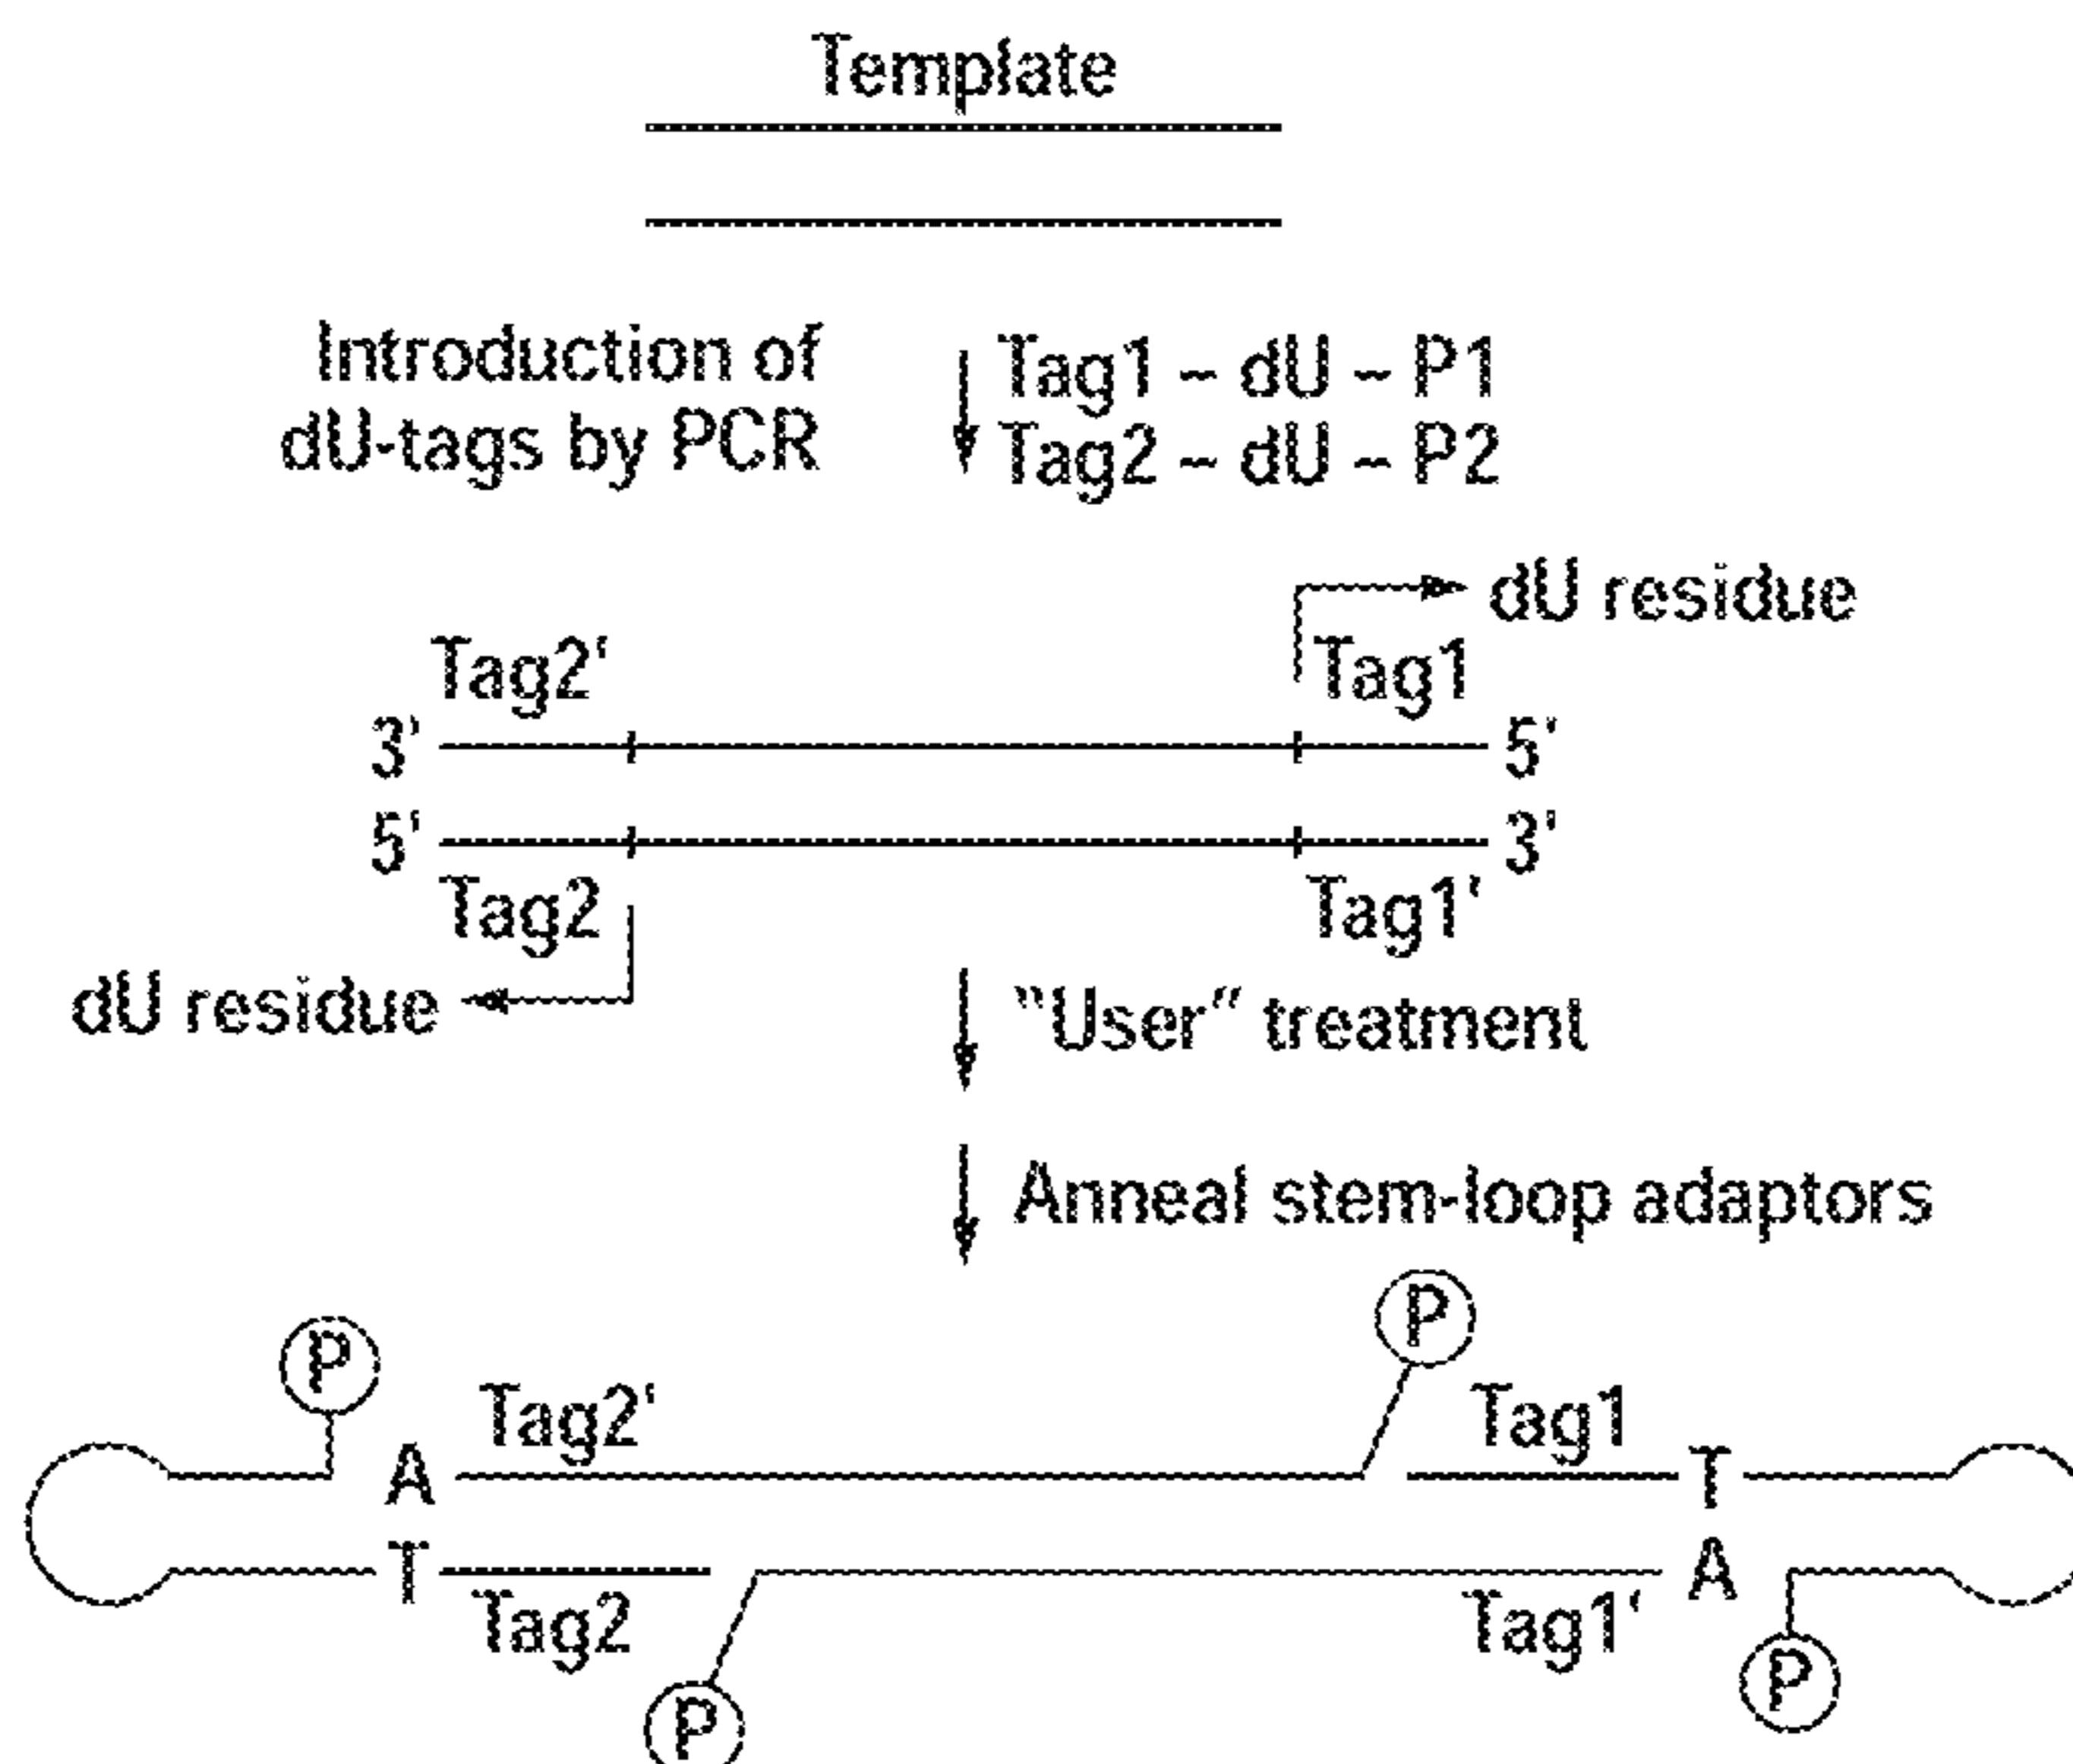 Template
Introduction of
dU-tags by PCR
Tag1 – dU – P1
Tag2 – dU – P2
dU residue
Tag2' Tag1
3' 5'
5' 3'
Tag2 Tag1'
dU residue
"User" treatment
Anneal stem-loop adaptors
P
P
Tag2' Tag1
A T
T A
Tag2 Tag1'
P
P